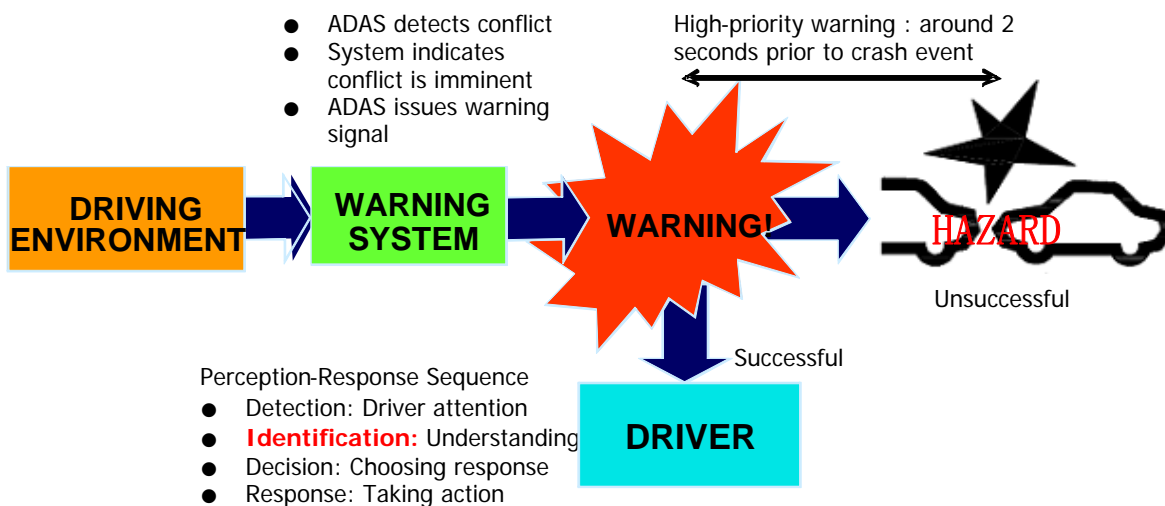 ● ADAS detects conflict
● System indicates
conflict is imminent
● ADAS issues warning
signal
High-priority warning : around 2
seconds prior to crash event
DRIVING
ENVIRONMENT
WARNING
SYSTEM
WARNING!
HAZARD
Unsuccessful
Successful
Perception-Response Sequence
● Detection: Driver attention
● Identification: Understanding
● Decision: Choosing response
● Response: Taking action
DRIVER